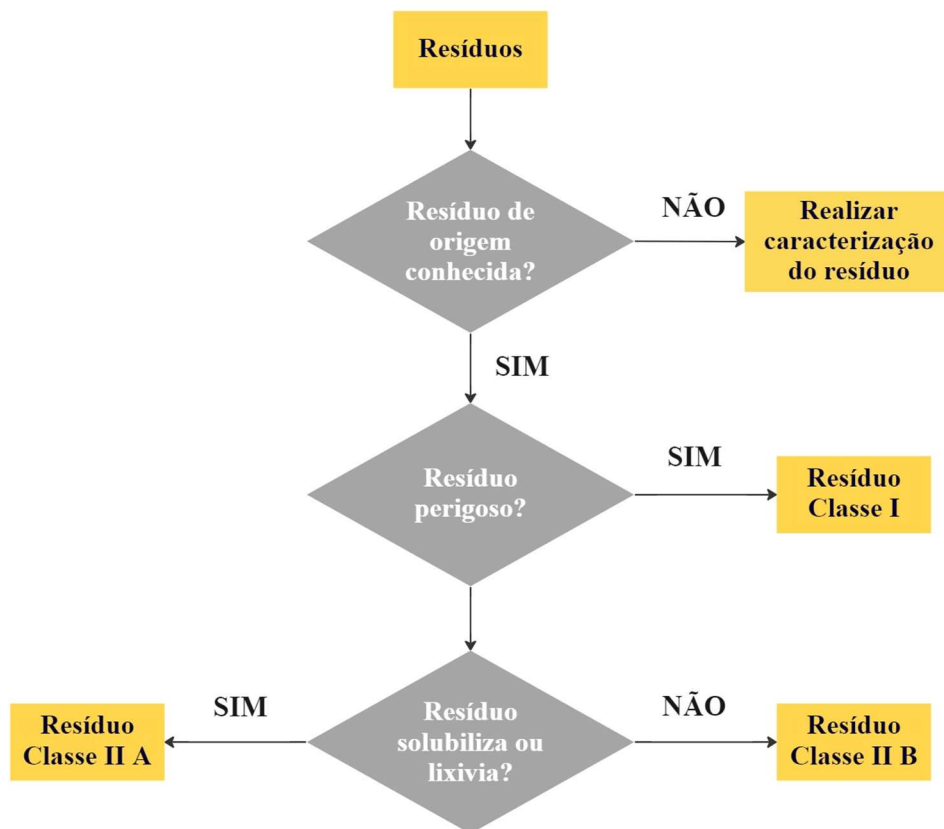 Resíduos
Resíduo de
origem
conhecida?
NÃO
Realizar
caracterização
do resíduo
SIM
Resíduo
perigoso?
SIM
Resíduo
Classe I
Resíduo
Classe II A
SIM
Resíduo
solubiliza ou
lixivia?
NÃO
Resíduo
Classe II B